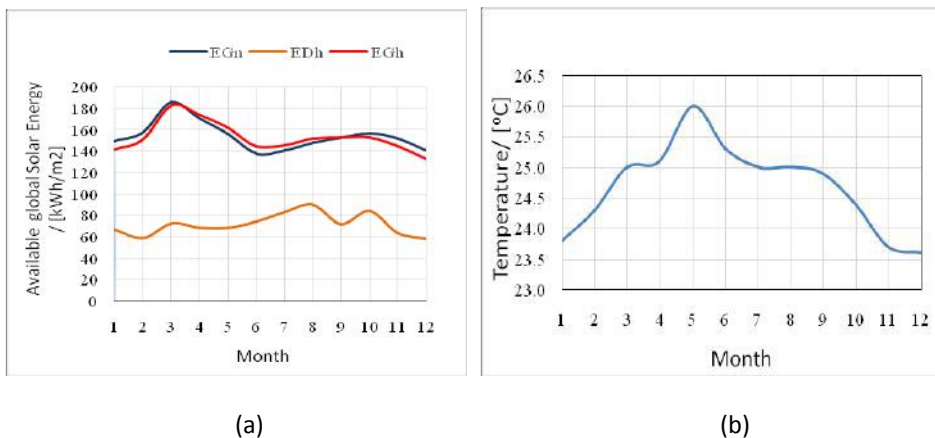 EGn EDh EGh
Available global Solar Energy
/ [kWh/m2]
200
180
160
140
120
100
80
60
40
20
0
1 2 3 4 5 6 7 8 9 10 11 12
Month
(a)
Temperature/ [°C]
26.5
26.0
25.5
25.0
24.5
24.0
23.5
23.0
1 2 3 4 5 6 7 8 9 10 11 12
Month
(b)